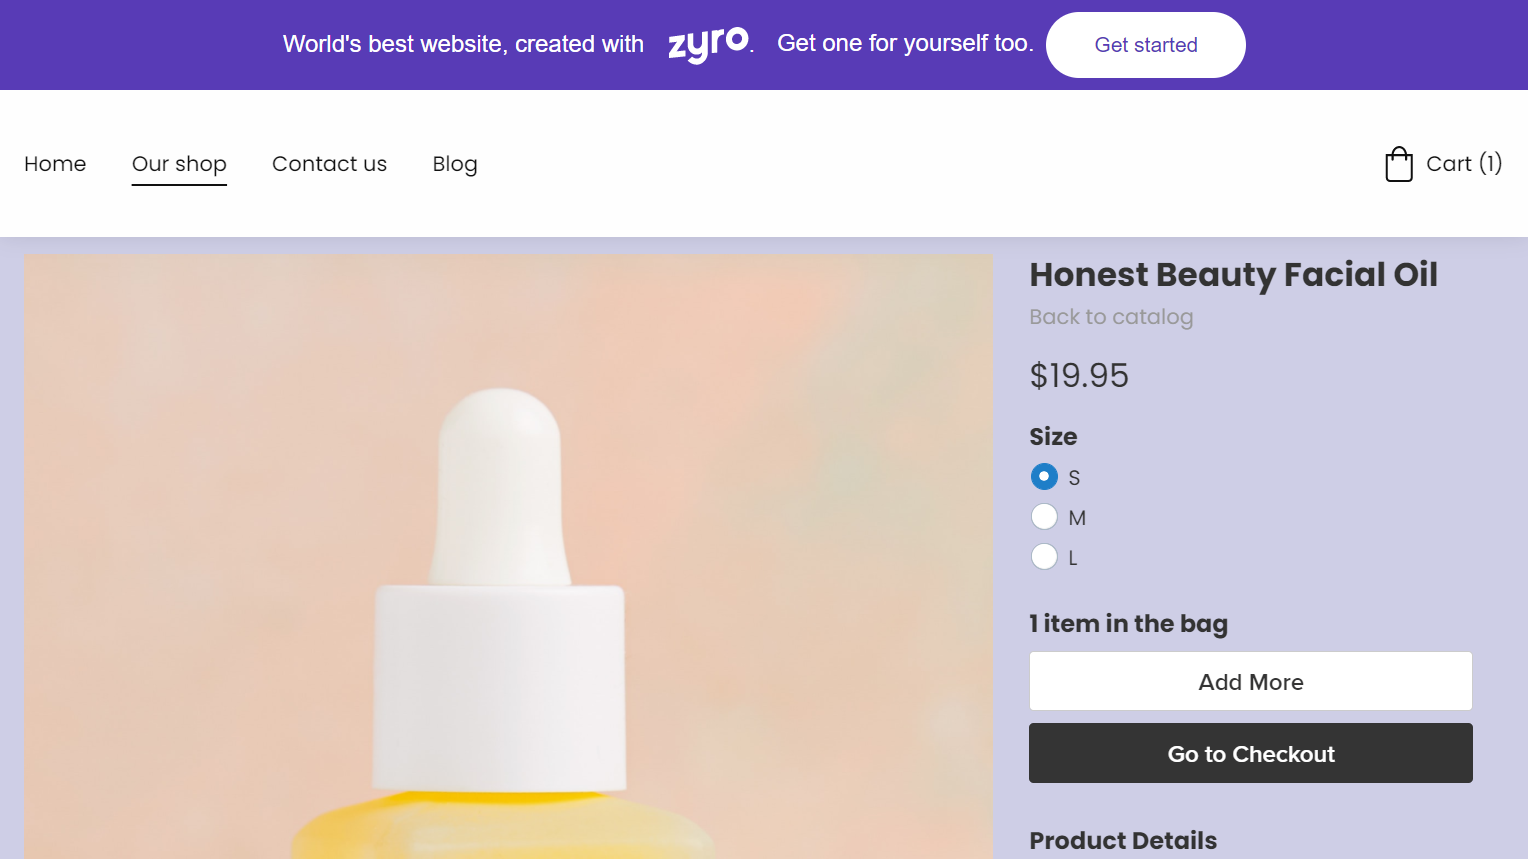 World's best website, created with zyro. Get one for yourself too. Get started
Home Our shop Contact us Blog Cart (1)
Honest Beauty Facial Oil
Back to catalog
$19.95
Size
S
M
L
1 item in the bag
Add More
Go to Checkout
Product Details